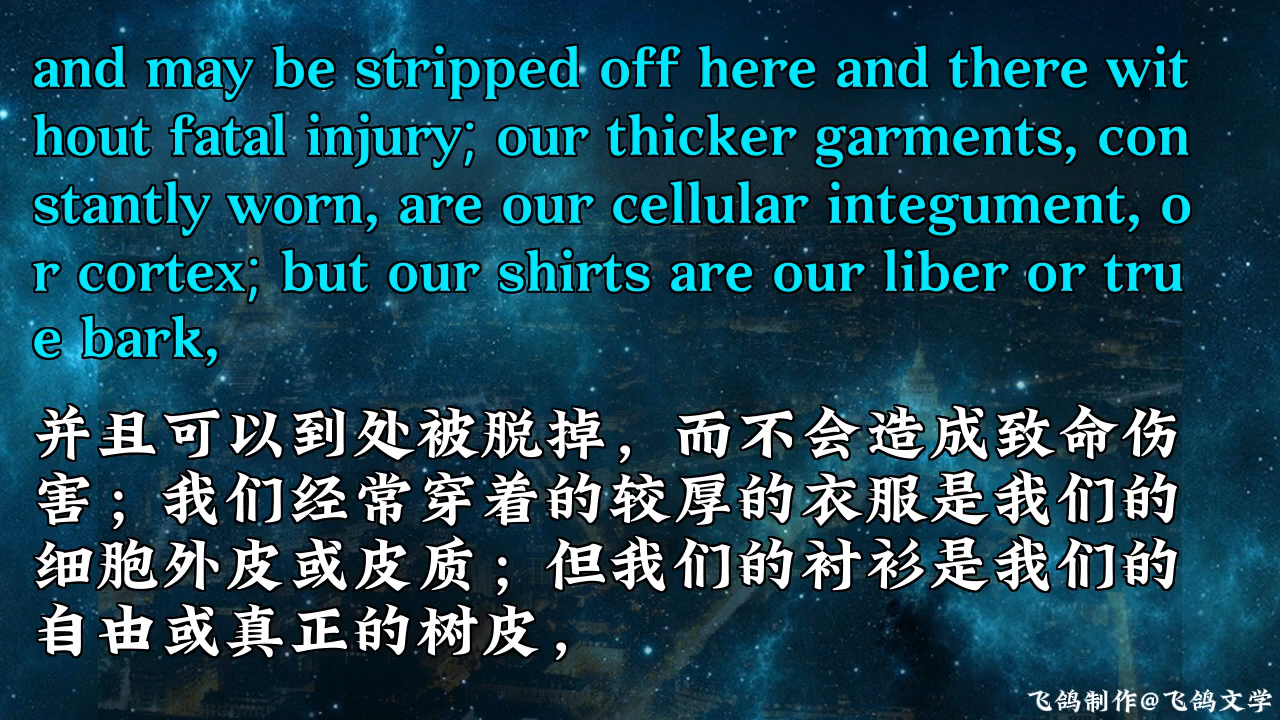 and may be stripped off here and there wit
hout fatal injury; our thicker garments, con
stantly worn, are our cellular integument, o
r cortex; but our shirts are our liber or tru
e bark,
并且可以到处被脱掉，而不会造成致命伤
害；我们经常穿着的较厚的衣服是我们的
细胞外皮或皮质；但我们的衬衫是我们的
自由或真正的树皮，
飞鸽制作@飞鸽文学